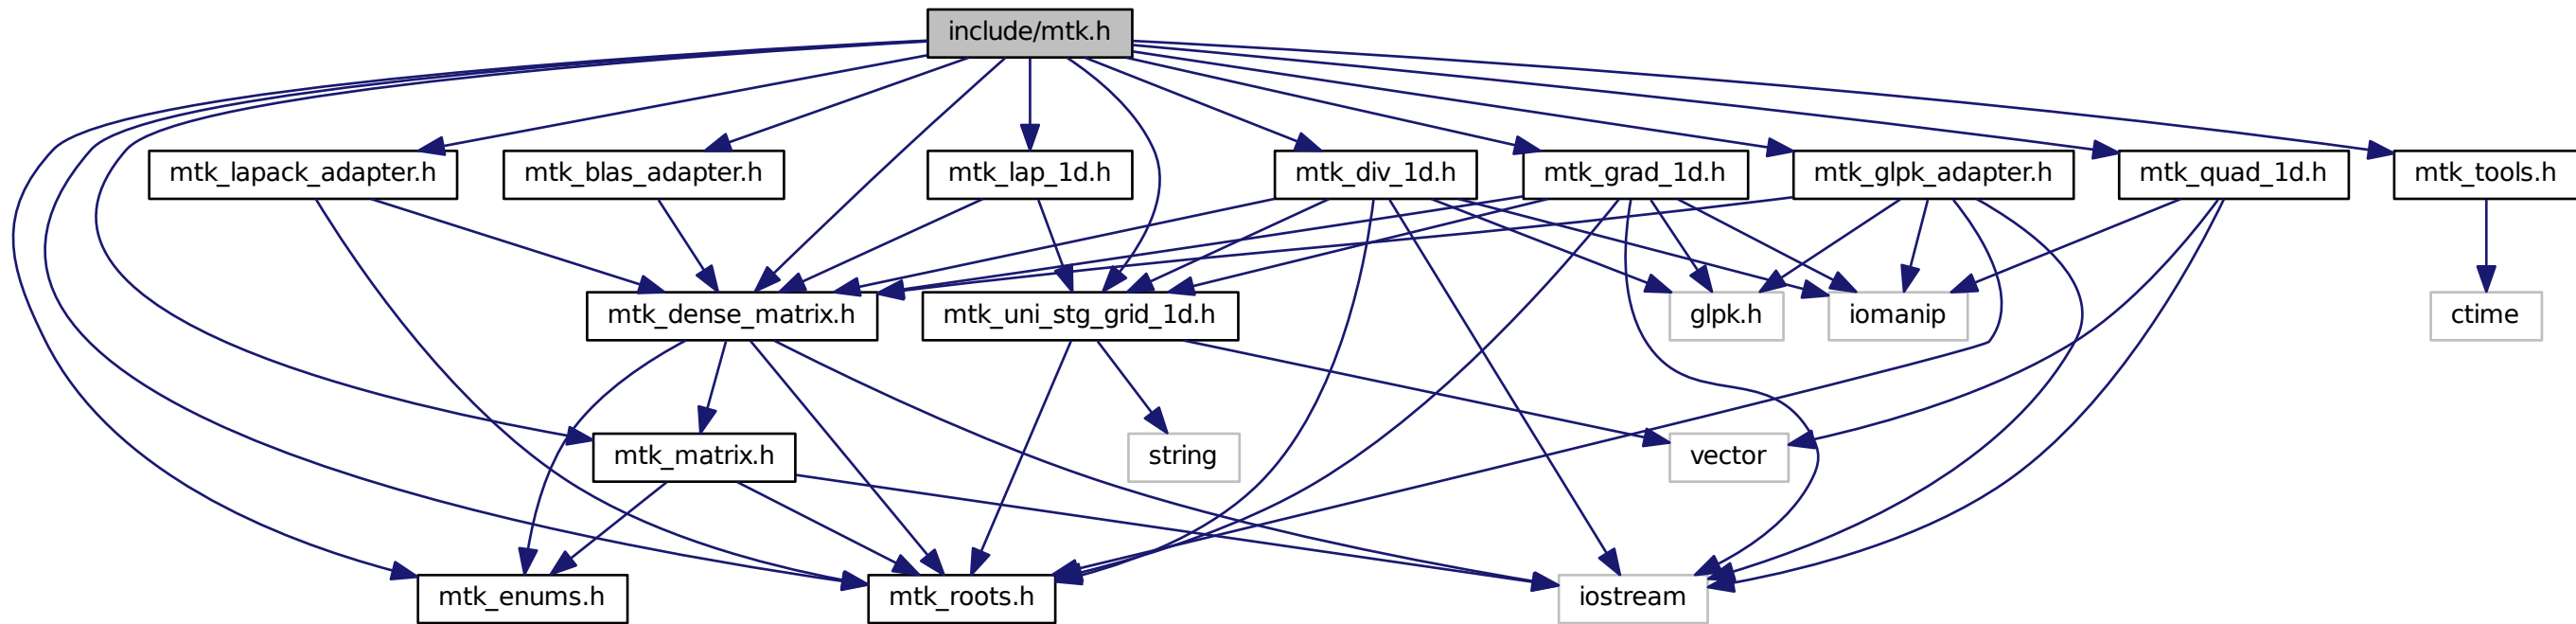 include/mtk.h
mtk_lapack_adapter.h
mtk_blas_adapter.h
mtk_lap_1d.h
mtk_div_1d.h
mtk_grad_1d.h
mtk_glpk_adapter.h
mtk_quad_1d.h
mtk_tools.h
mtk_dense_matrix.h
mtk_uni_stg_grid_1d.h
glpk.h
iomanip
ctime
mtk_matrix.h
string
vector
mtk_enums.h
mtk_roots.h
iostream